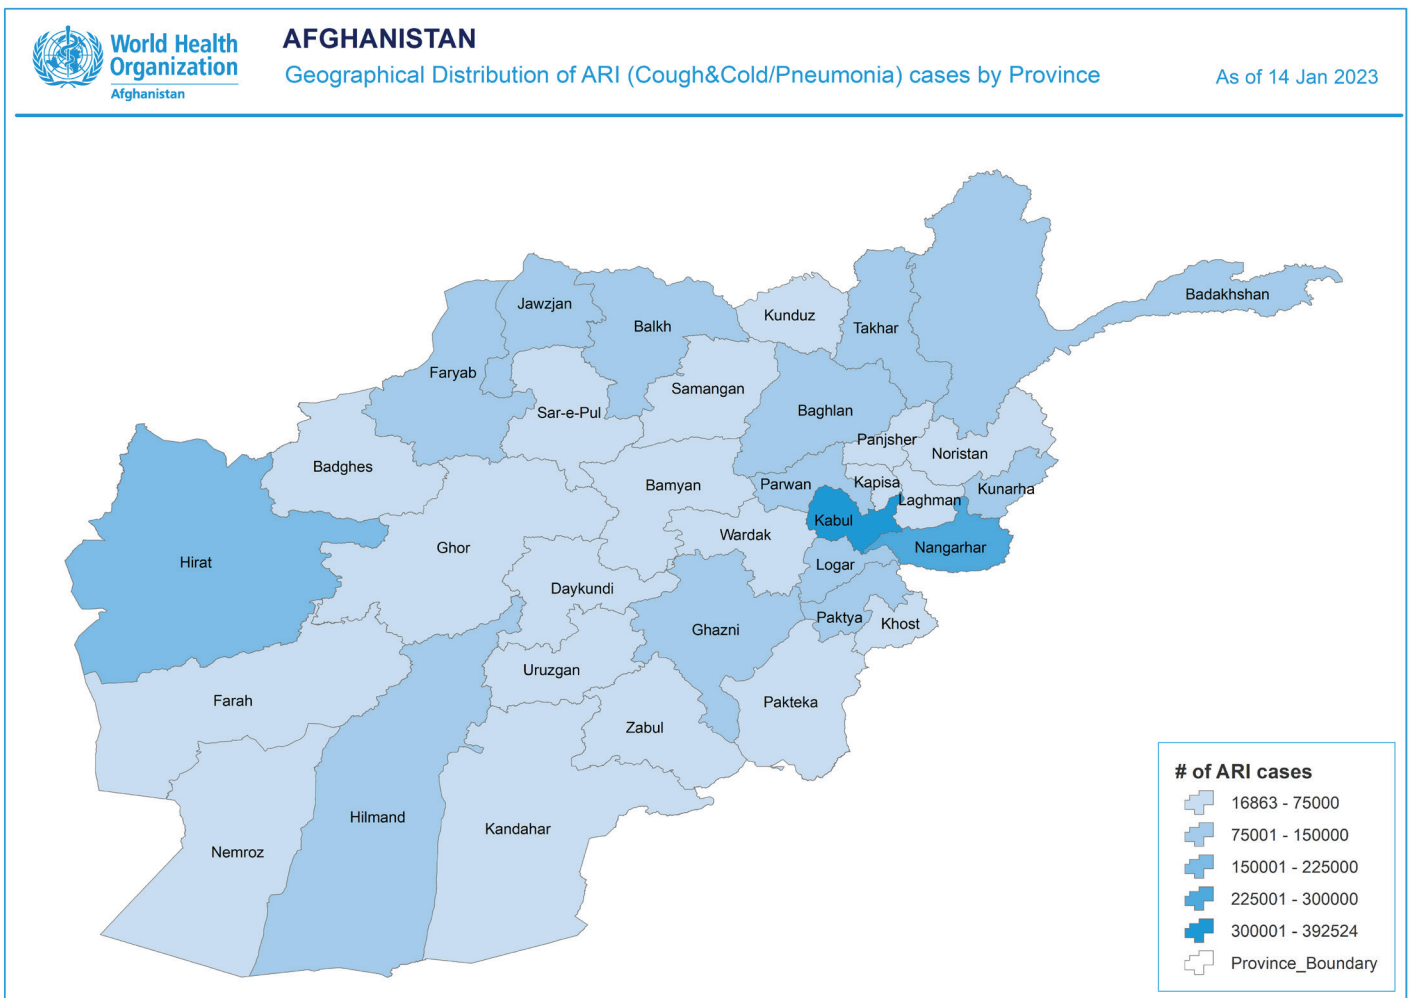 World Health
Organization
Afghanistan
AFGHANISTAN
Geographical Distribution of ARI (Cough&Cold/Pneumonia) cases by Province
As of 14 Jan 2023
Badakhshan
Jawzjan
Kunduz
Balkh
Takhar
Faryab
Samangan
Sar-e-Pul
Baghlan
Panjsher
Noristan
Badghes
Bamyan
Parwan
Kapisa
Kunarha
Laghman
Kabul
Wardak
Ghor
Nangarhar
Hirat
Logar
Daykundi
Paktya
Khost
Ghazni
Uruzgan
Farah
Pakteka
Zabul
Hilmand
Kandahar
Nemroz
# of ARI cases
16863 - 75000
75001 - 150000
150001 - 225000
225001 - 300000
300001 - 392524
Province_Boundary